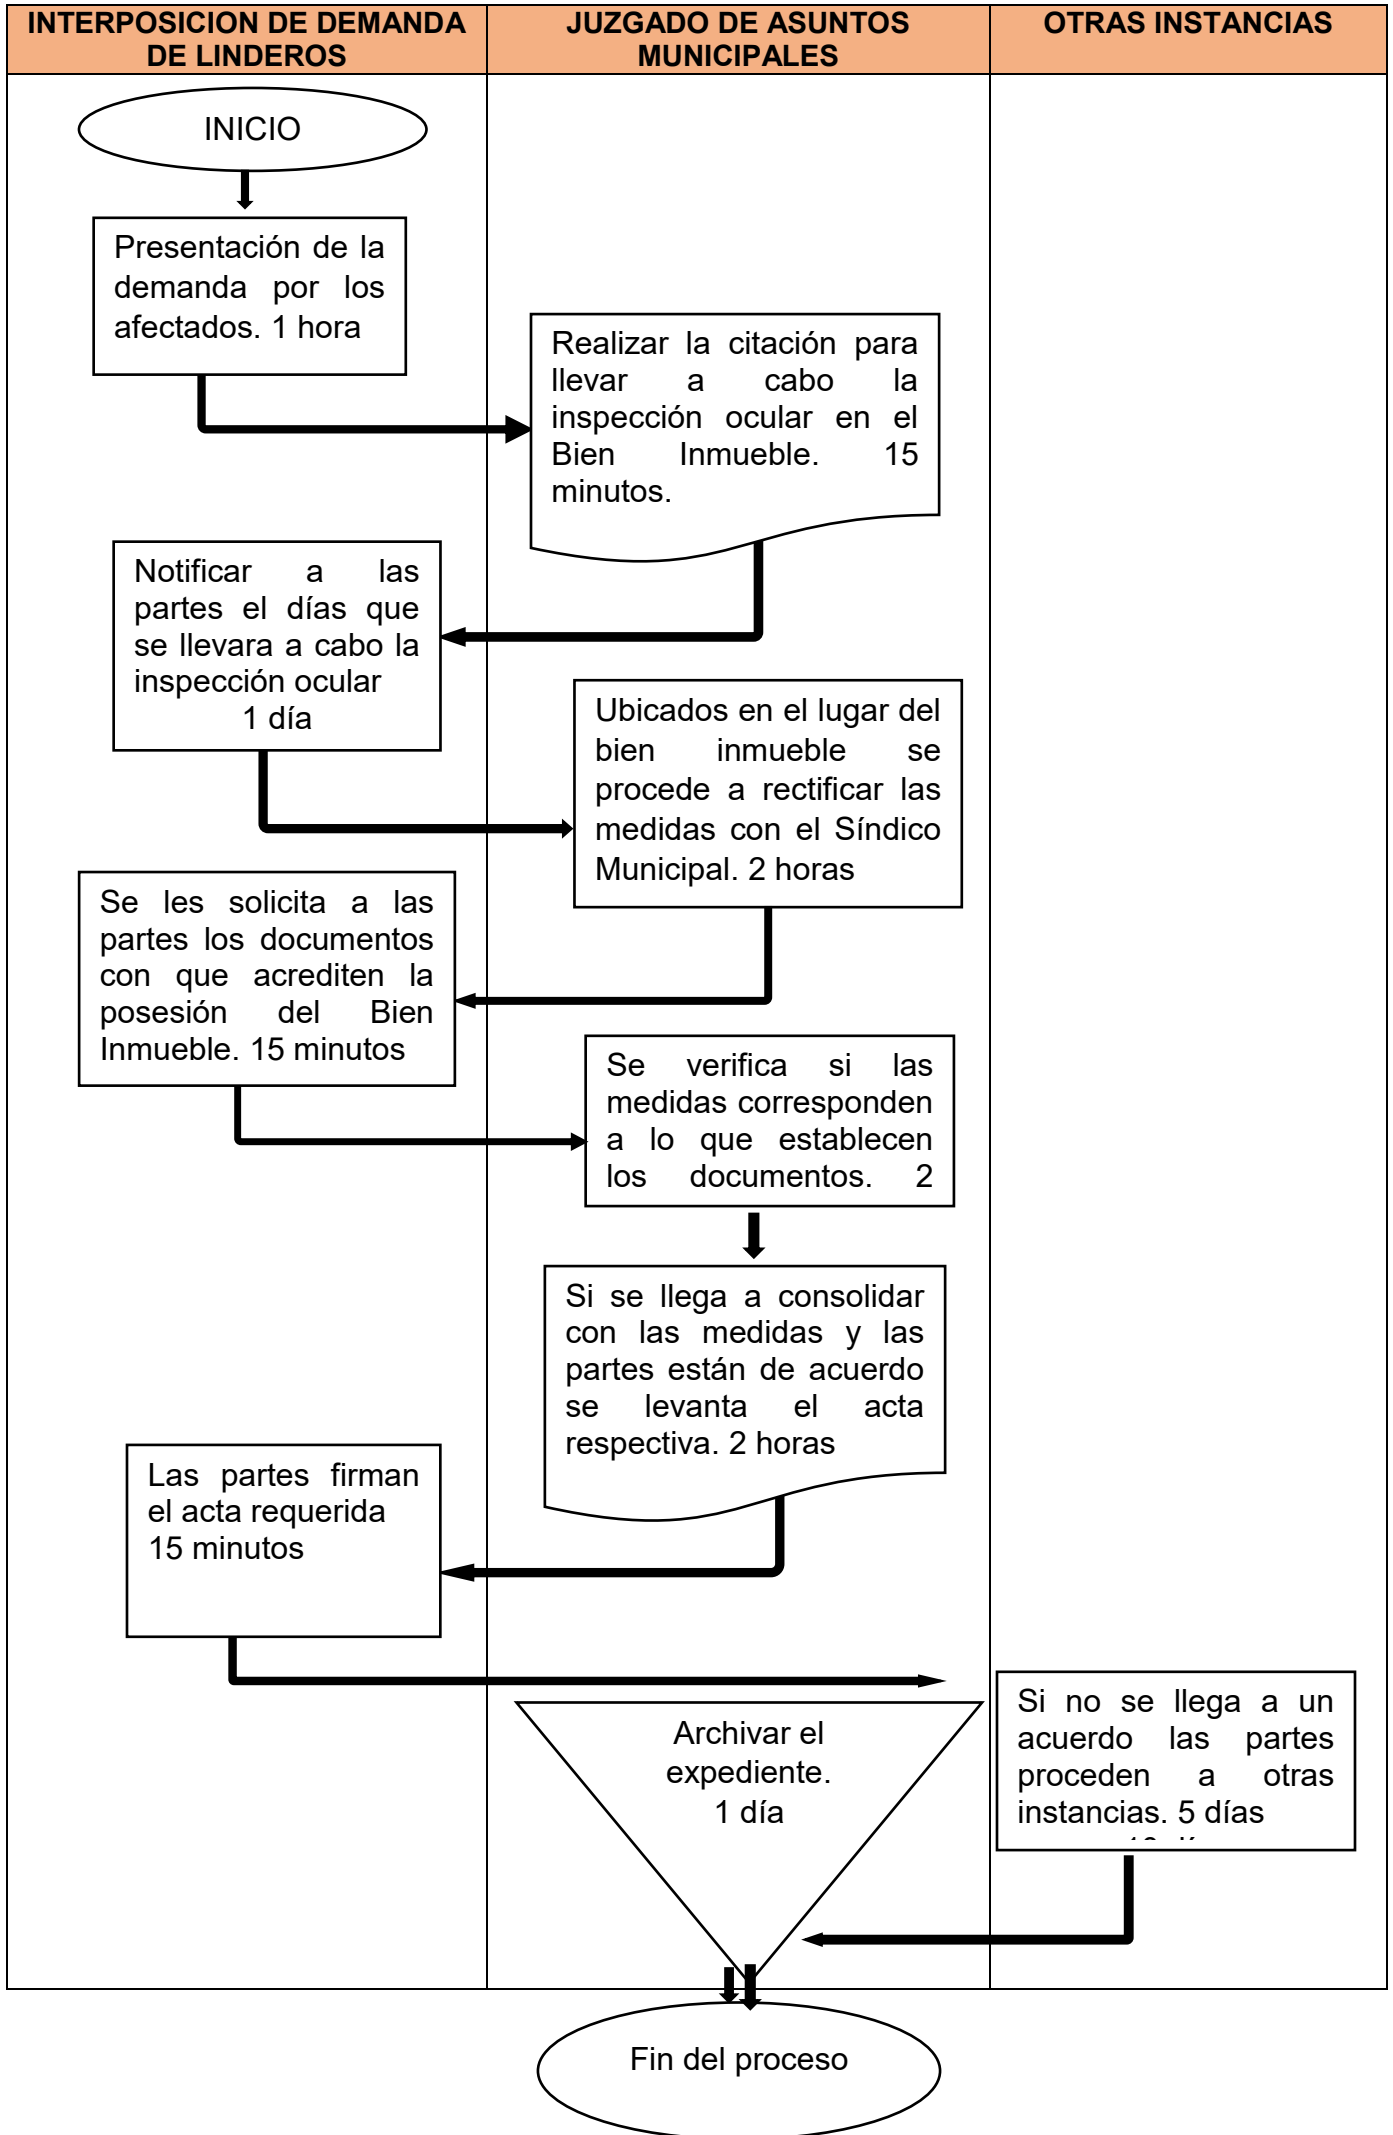 INTERPOSICION DE DEMANDA
DE LINDEROS
JUZGADO DE ASUNTOS
MUNICIPALES
OTRAS INSTANCIAS
INICIO
Presentación de la
demanda por los
afectados. 1 hora
Realizar la citación para
llevar a cabo la
inspección ocular en el
Bien Inmueble. 15
minutos.
Notificar a las
partes el días que
se llevara a cabo la
inspección ocular
1 día
Ubicados en el lugar del
bien inmueble se
procede a rectificar las
medidas con el Síndico
Municipal. 2 horas
Se les solicita a las
partes los documentos
con que acrediten la
posesión del Bien
Inmueble. 15 minutos
Se verifica si las
medidas corresponden
a lo que establecen
los documentos. 2
Si se llega a consolidar
con las medidas y las
partes están de acuerdo
se levanta el acta
respectiva. 2 horas
Las partes firman
el acta requerida
15 minutos
Si no se llega a un
acuerdo las partes
proceden a otras
instancias. 5 días
Archivar el
expediente.
1 día
Fin del proceso